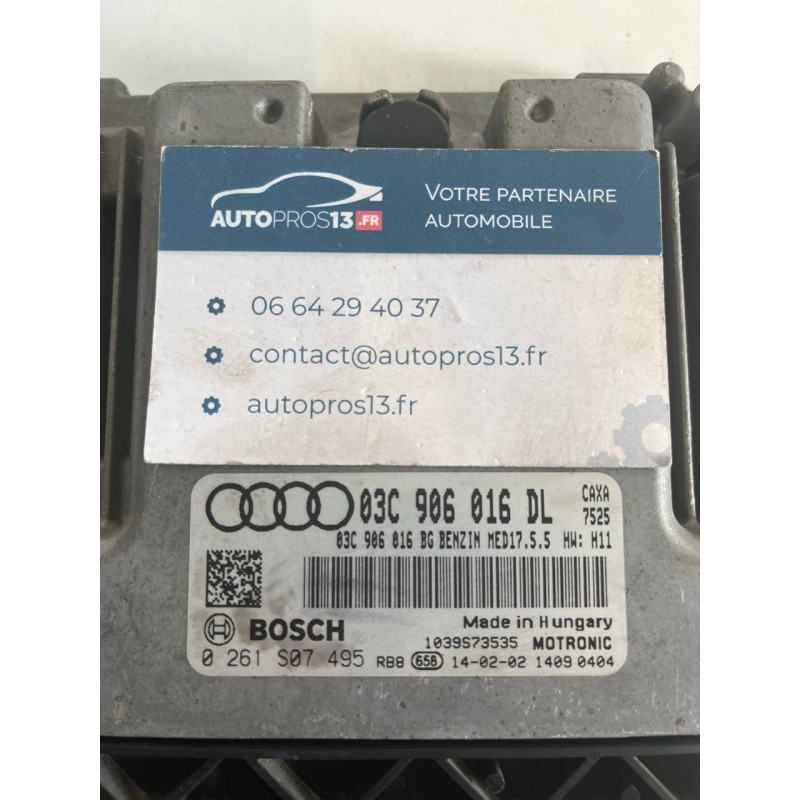 AUTOPROS13.FR
VOTRE PARTENAIRE
AUTOMOBILE
06 64 29 40 37
contact@autopros13.fr
autopros13.fr
03C 906 016 DL
CAXA
7525
03C 906 016 BG BENZIN MED17.5.5 HW: H11
BOSCH
Made in Hungary
1039S73535 MOTRONIC
0 261 S07 495 RB8 658 14-02-02 1409 0404